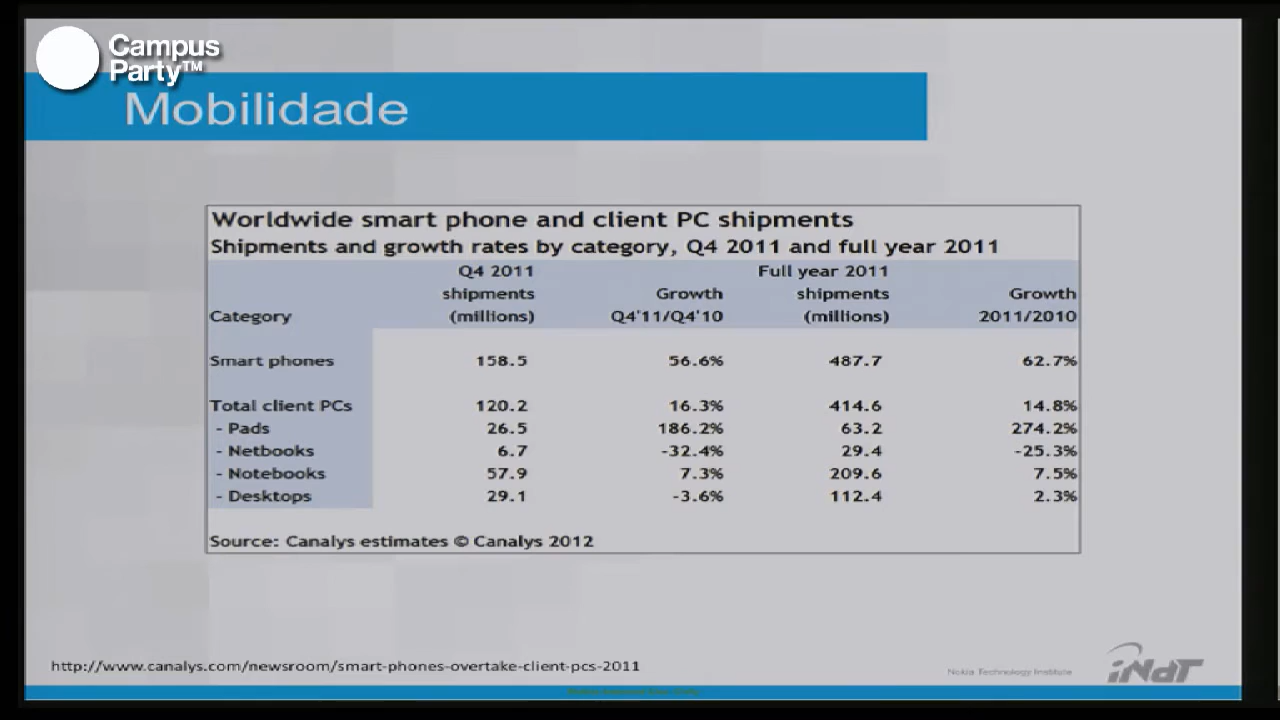 Campus
Party™
Mobilidade
Worldwide smart phone and client PC shipments
Shipments and growth rates by category, Q4 2011 and full year 2011
Category Q4 2011 shipments (millions) Growth Q4'11/Q4'10 Full year 2011 shipments (millions) Growth 2011/2010
Smart phones 158.5 56.6% 487.7 62.7%
Total client PCs 120.2 16.3% 414.6 14.8%
- Pads 26.5 186.2% 63.2 274.2%
- Netbooks 6.7 -32.4% 29.4 -25.3%
- Notebooks 57.9 7.3% 209.6 7.5%
- Desktops 29.1 -3.6% 112.4 2.3%
Source: Canalys estimates © Canalys 2012
http://www.canalys.com/newsroom/smart-phones-overtake-client-pcs-2011
Nokia Technology Institute
iNdT